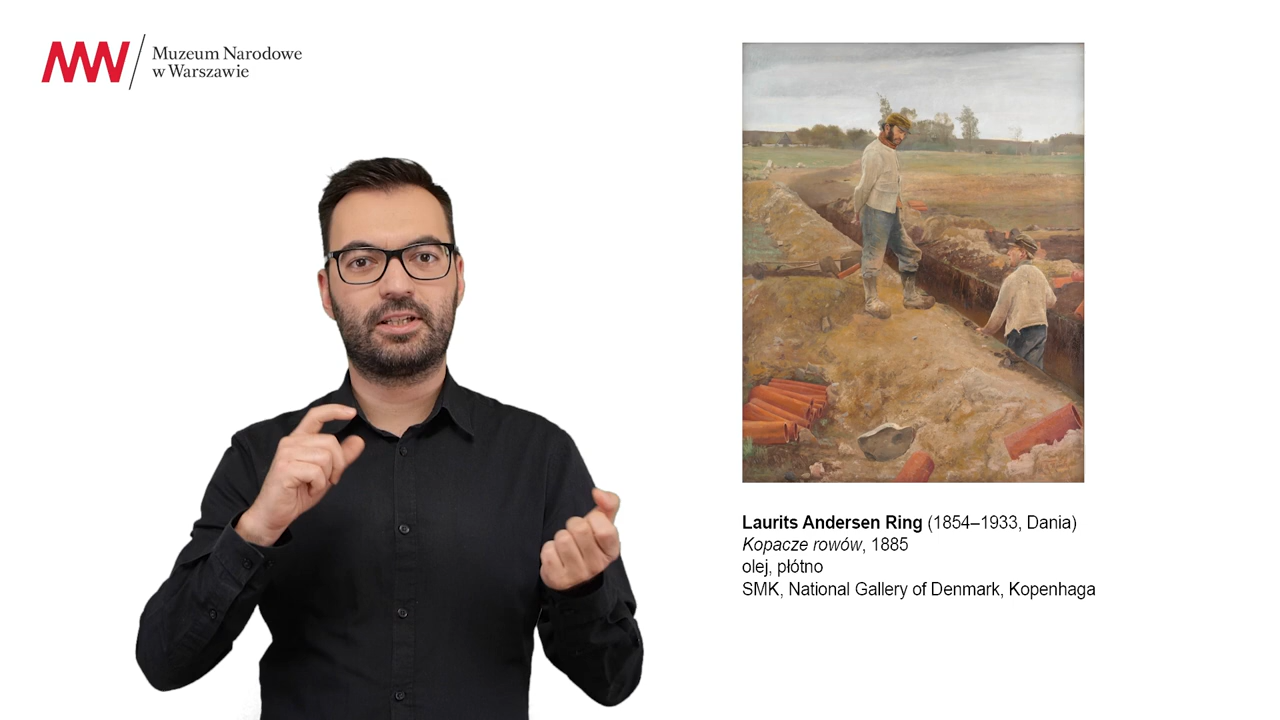 MNW
Muzeum Narodowe
w Warszawie
Laurits Andersen Ring (1854–1933, Dania)
Kopacze rowów, 1885
olej, płótno
SMK, National Gallery of Denmark, Kopenhaga